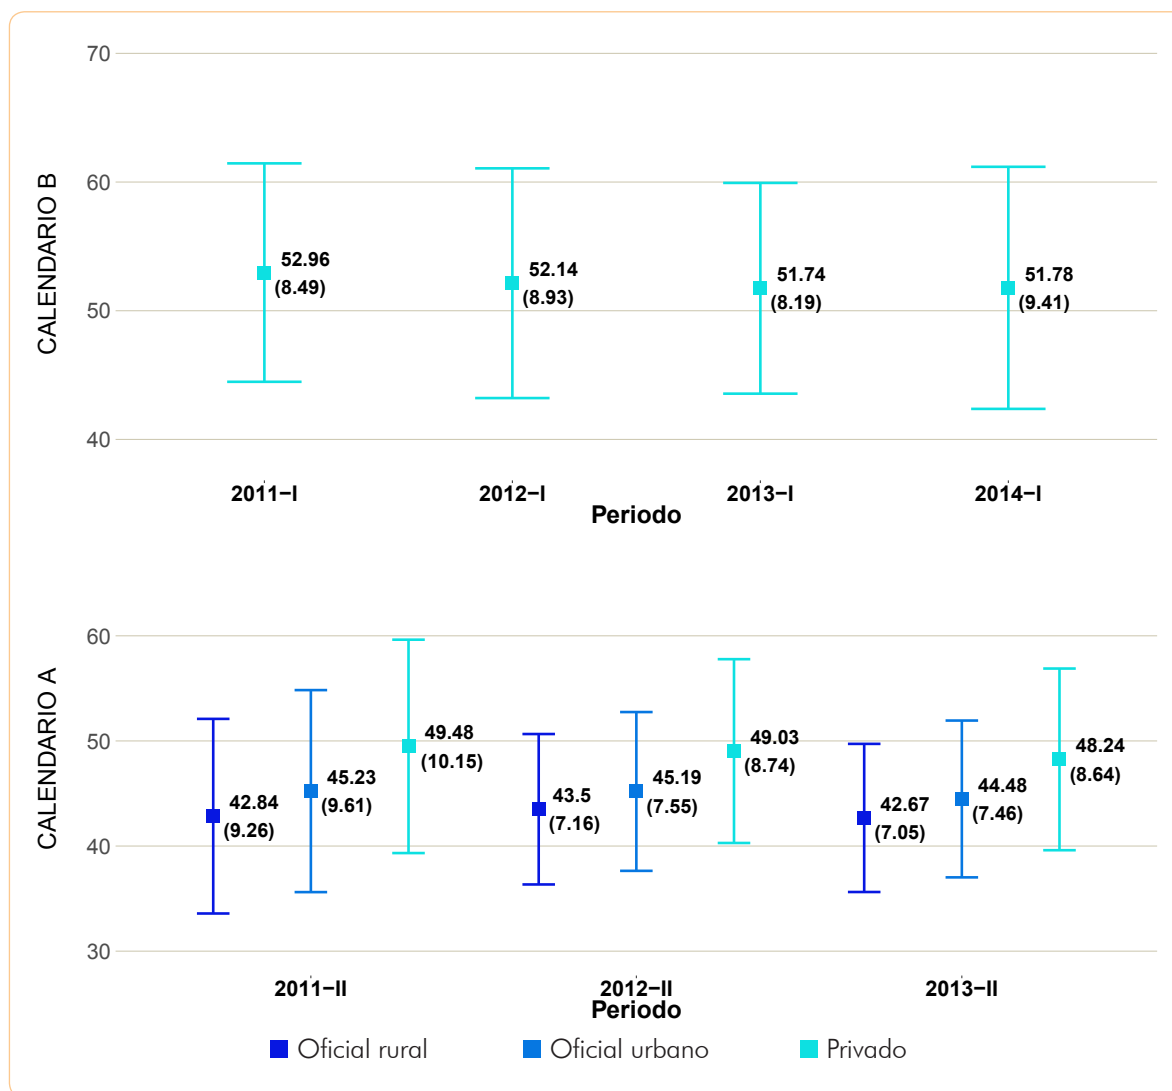 70
CALENDARIO B
60
52.96
(8.49)
52.14
(8.93)
51.74
(8.19)
51.78
(9.41)
50
40
2011−I
2012−I
2013−I
2014−I
Periodo
CALENDARIO A
60
50
42.84
(9.26)
45.23
(9.61)
49.48
(10.15)
43.5
(7.16)
45.19
(7.55)
49.03
(8.74)
42.67
(7.05)
44.48
(7.46)
48.24
(8.64)
40
30
2011−II
2012−II
2013−II
Periodo
Oficial rural
Oficial urbano
Privado